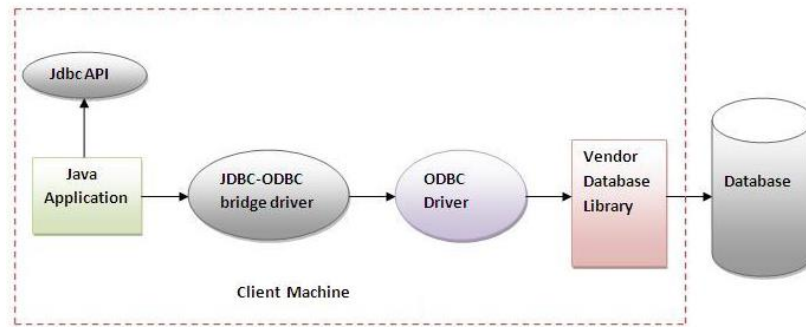 Jdbc API
Java
Application
JDBC-ODBC
bridge driver
ODBC
Driver
Vendor
Database
Library
Database
Client Machine